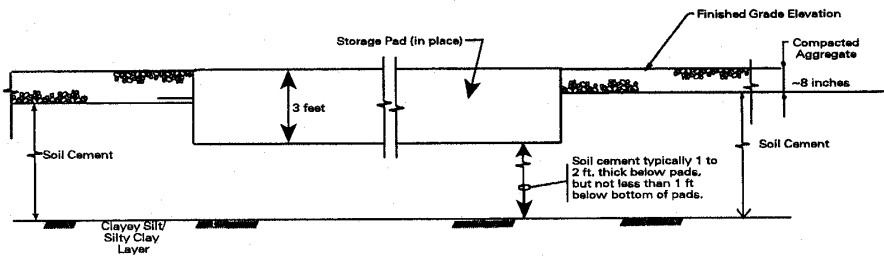 Finished Grade Elevation
Storage Pad (in place)
Compacted
Aggregate
3 feet
~8 inches
Soil Cement
Soil cement typically 1 to
2 ft. thick below pads,
but not less than 1 ft
below bottom of pads.
Soil Cement
Clayey Silt/
Silty Clay
Layer